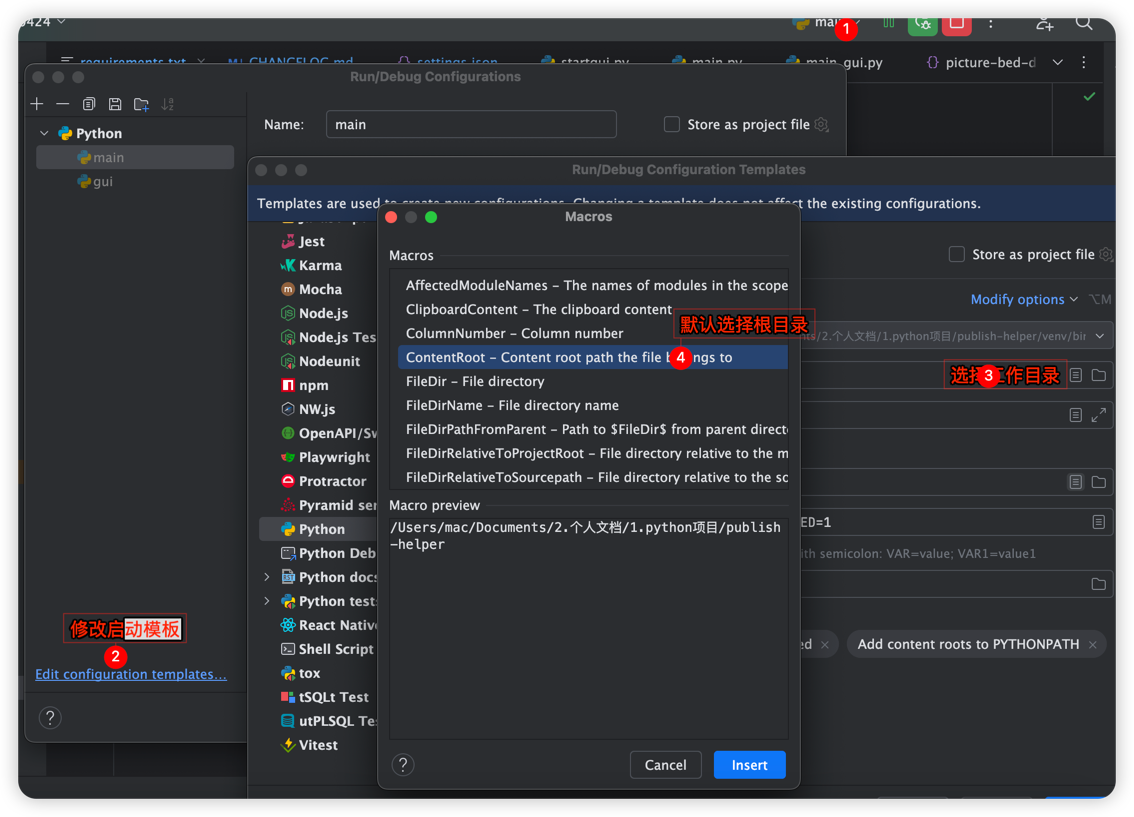 0424
main
1
requirements.txt
CHANGELOG.md
settings.json
startgui.py
main.py
main_gui.py
picture-bed-d
Run/Debug Configurations
Name:
main
Store as project file
Python
main
gui
Run/Debug Configuration Templates
Templates are used to create new configurations. Changing a template does not affect the existing configurations.
Jest
Karma
Mocha
Node.js
Node.js Tes
Nodeunit
npm
NW.js
OpenAPI/Sw
Playwright
Protractor
Pyramid ser
Python
Python Deb
Python docs
Python tests
React Native
Shell Script
tox
tSQLt Test
utPLSQL Tes
Vitest
Store as project file
Modify options
⌥M
ts/2.个人文档/1.python项目/publish-helper/venv/bin
选择工作目录
3
ED=1
ith semicolon: VAR=value; VAR1=value1
ed
Add content roots to PYTHONPATH
Macros
Macros
AffectedModuleNames – The names of modules in the scope
ClipboardContent – The clipboard content
ColumnNumber – Column number
默认选择根目录
ContentRoot – Content root path the file belongs to
4
FileDir – File directory
FileDirName – File directory name
FileDirPathFromParent – Path to $FileDir$ from parent directo
FileDirRelativeToProjectRoot – File directory relative to the m
FileDirRelativeToSourcepath – File directory relative to the so
Macro preview
/Users/mac/Documents/2.个人文档/1.python项目/publish
-helper
?
Cancel
Insert
修改启动模板
2
Edit configuration templates...
?